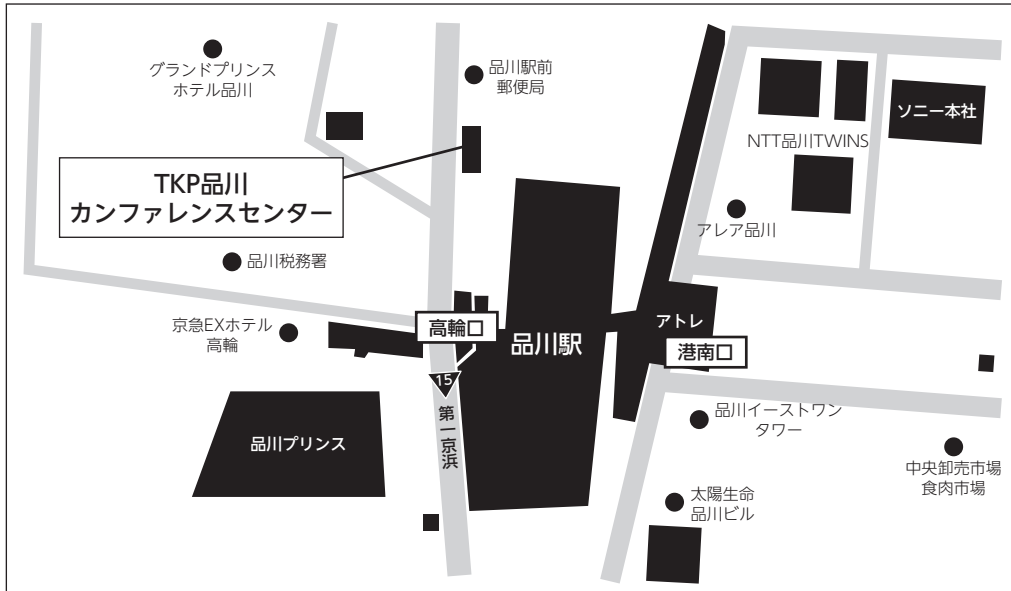 グランドプリンス
ホテル品川
品川駅前
郵便局
ソニー本社
NTT品川TWINS
TKP品川
カンファレンスセンター
アレア品川
品川税務署
京急EXホテル
高輪
高輪口
品川駅
アトレ
港南口
15
第一京浜
品川プリンス
品川イーストワン
タワー
中央卸売市場
食肉市場
太陽生命
品川ビル